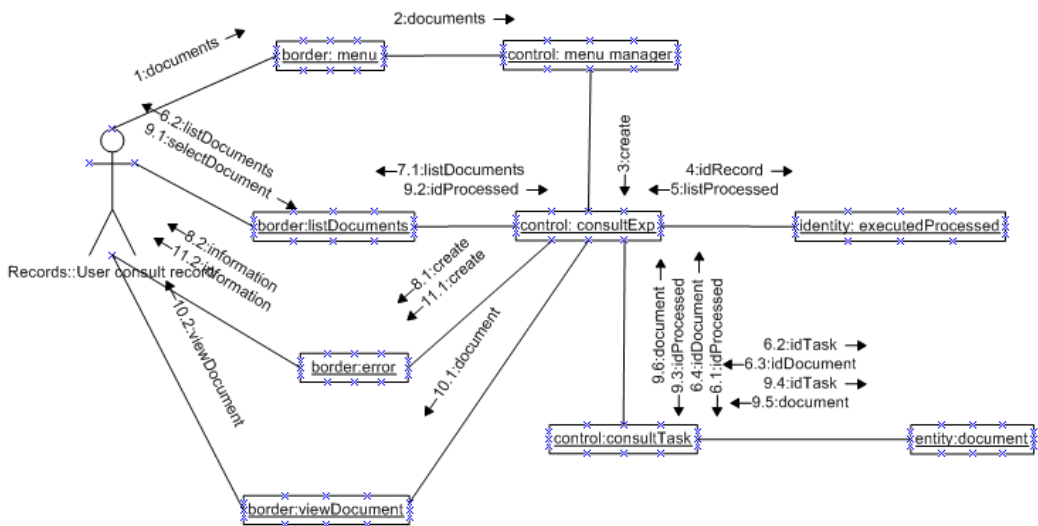 2:documents
1:documents
border: menu
control: menu manager
6.2:listDocuments
9.1:selectDocument
3:create
7.1:listDocuments
9.2:idProcessed
4:idRecord
5:listProcessed
border:listDocuments
control: consultExp
identity: executedProcessed
8.2:information
11.2:information
Records::User consult record
8.1:create
11.1:create
10.2:viewDocument
10.1:document
9.6:document
9.3:idProcessed
6.4:idDocument
6.1:idProcessed
6.2:idTask
6.3:idDocument
9.4:idTask
9.5:document
border:error
control:consultTask
entity:document
border:viewDocument